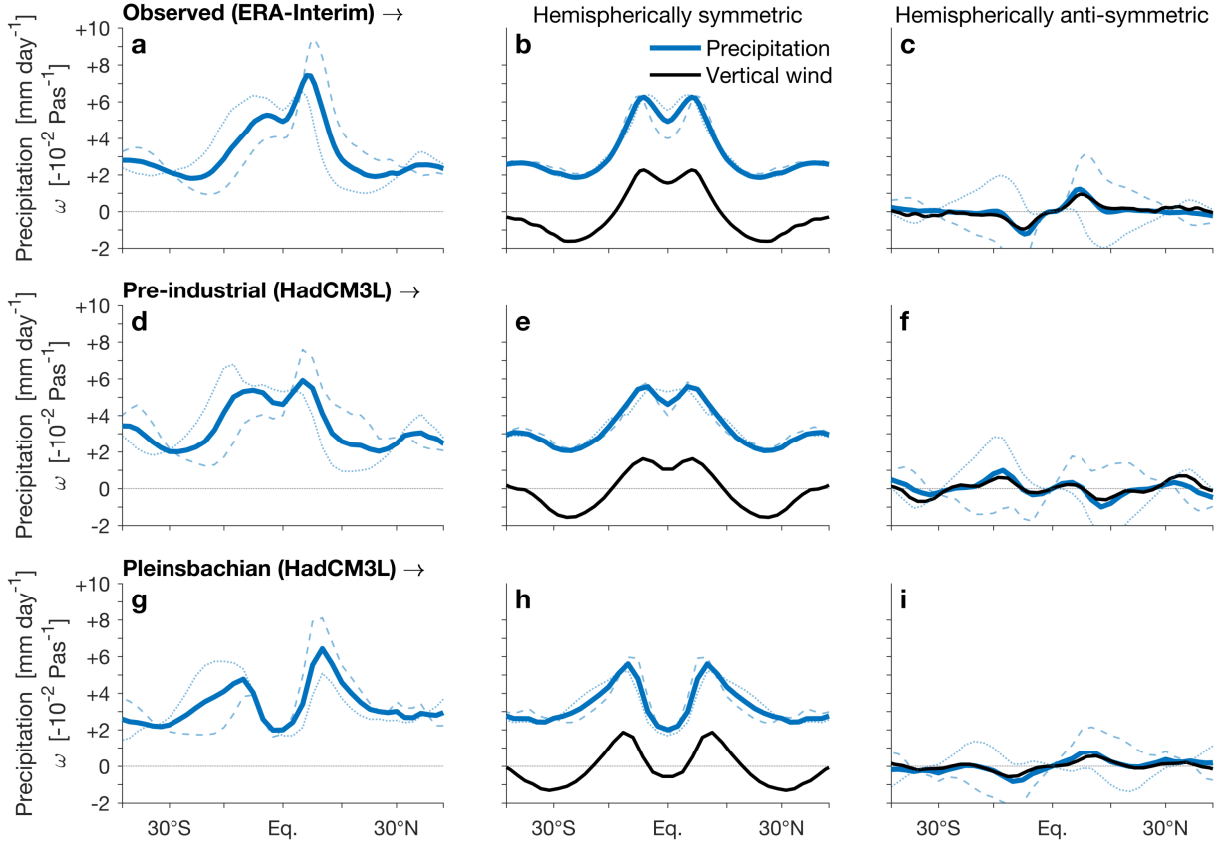 Observed (ERA-Interim) →
Hemispherically symmetric
Hemispherically anti-symmetric
a
b
c
Precipitation
Vertical wind
Precipitation [mm day-1]
ω [-10-2 Pas-1]
+10
+8
+6
+4
+2
0
-2
Pre-industrial (HadCM3L) →
d
e
f
Precipitation [mm day-1]
ω [-10-2 Pas-1]
+10
+8
+6
+4
+2
0
-2
Pleinsbachian (HadCM3L) →
g
h
i
Precipitation [mm day-1]
ω [-10-2 Pas-1]
+10
+8
+6
+4
+2
0
-2
30°S Eq. 30°N
30°S Eq. 30°N
30°S Eq. 30°N